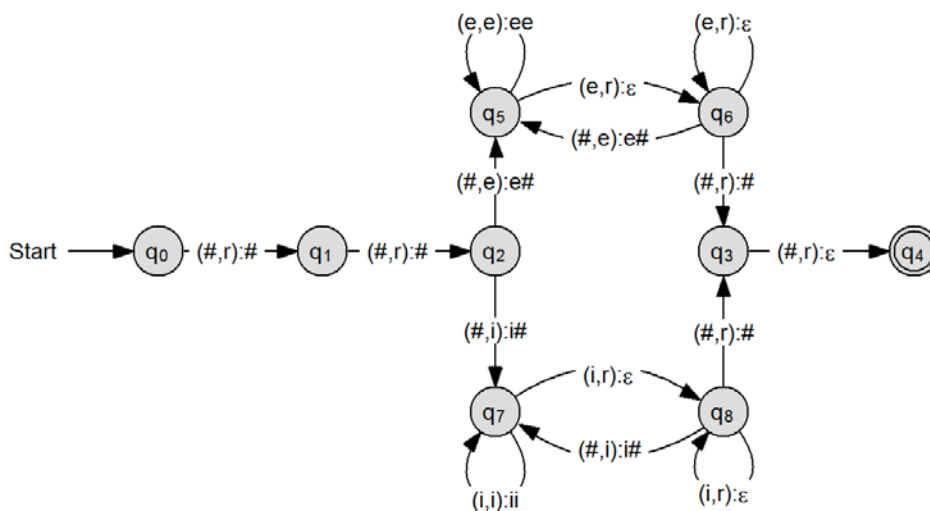 (e,e):ee
(e,r):ε
(e,r):ε
q5
q6
(#,e):e#
(#,e):e#
(#,r):#
Start
q0
(#,r):#
q1
(#,r):#
q2
q3
(#,r):ε
q4
(#,i):i#
(#,r):#
(i,r):ε
q7
q8
(#,i):i#
(i,i):ii
(i,r):ε